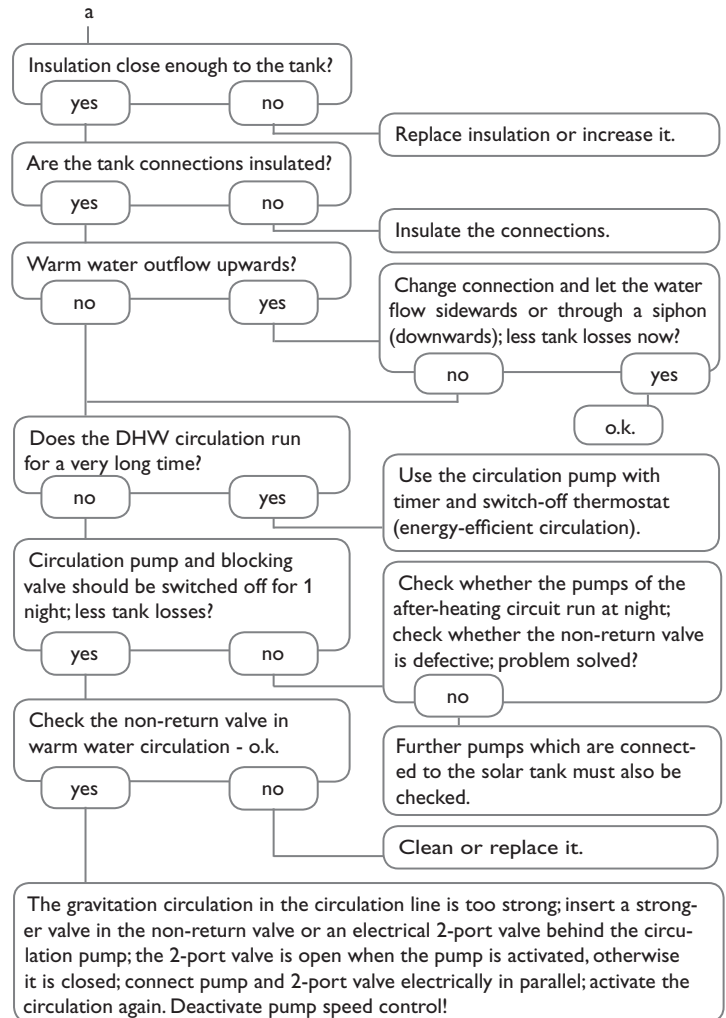 a
Insulation close enough to the tank?
yes
no
Replace insulation or increase it.
Are the tank connections insulated?
yes
no
Insulate the connections.
Warm water outflow upwards?
no
yes
Change connection and let the water
flow sidewards or through a siphon
(downwards); less tank losses now?
no
yes
o.k.
Does the DHW circulation run
for a very long time?
no
yes
Use the circulation pump with
timer and switch-off thermostat
(energy-efficient circulation).
Circulation pump and blocking
valve should be switched off for 1
night; less tank losses?
yes
no
Check whether the pumps of the
after-heating circuit run at night;
check whether the non-return valve
is defective; problem solved?
no
Further pumps which are connect-
ed to the solar tank must also be
checked.
Check the non-return valve in
warm water circulation - o.k.
yes
no
Clean or replace it.
The gravitation circulation in the circulation line is too strong; insert a strong-
er valve in the non-return valve or an electrical 2-port valve behind the circu-
lation pump; the 2-port valve is open when the pump is activated, otherwise
it is closed; connect pump and 2-port valve electrically in parallel; activate the
circulation again. Deactivate pump speed control!